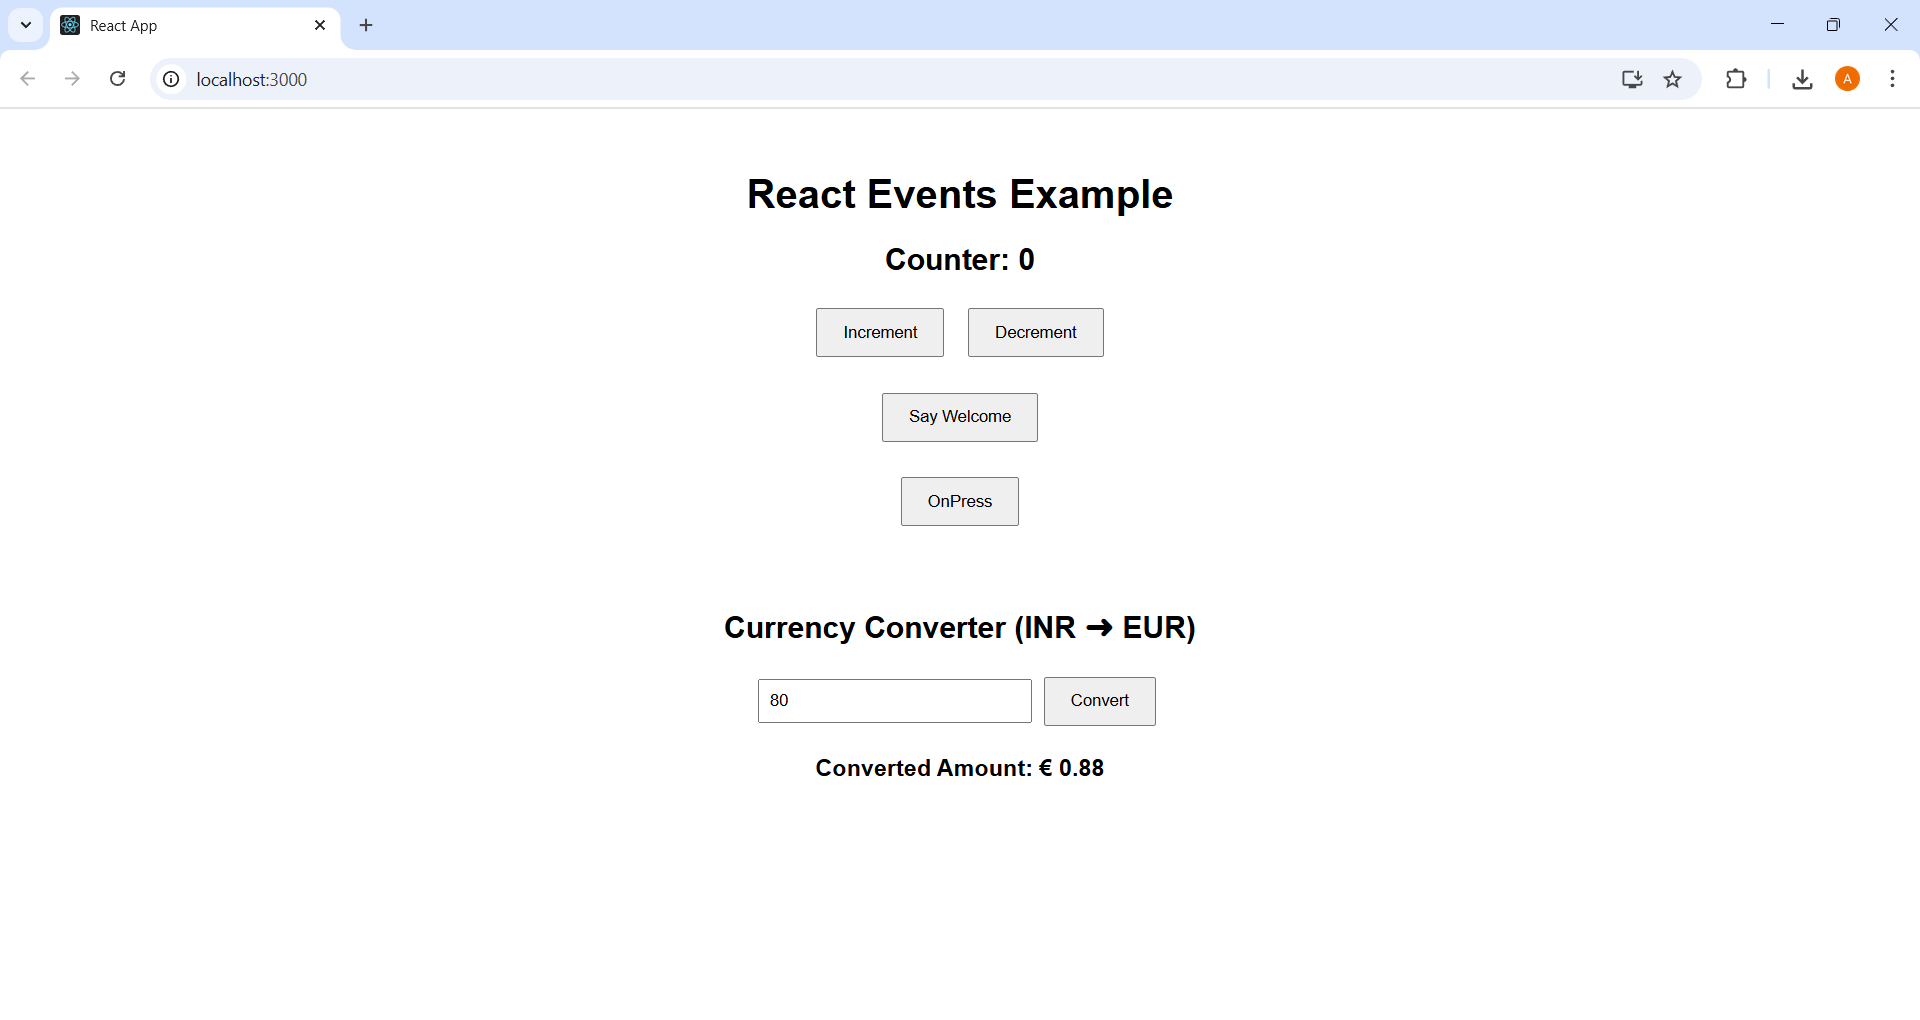 React App
localhost:3000
A
React Events Example
Counter: 0
Increment Decrement
Say Welcome
OnPress
Currency Converter (INR ➜ EUR)
80 Convert
Converted Amount: € 0.88